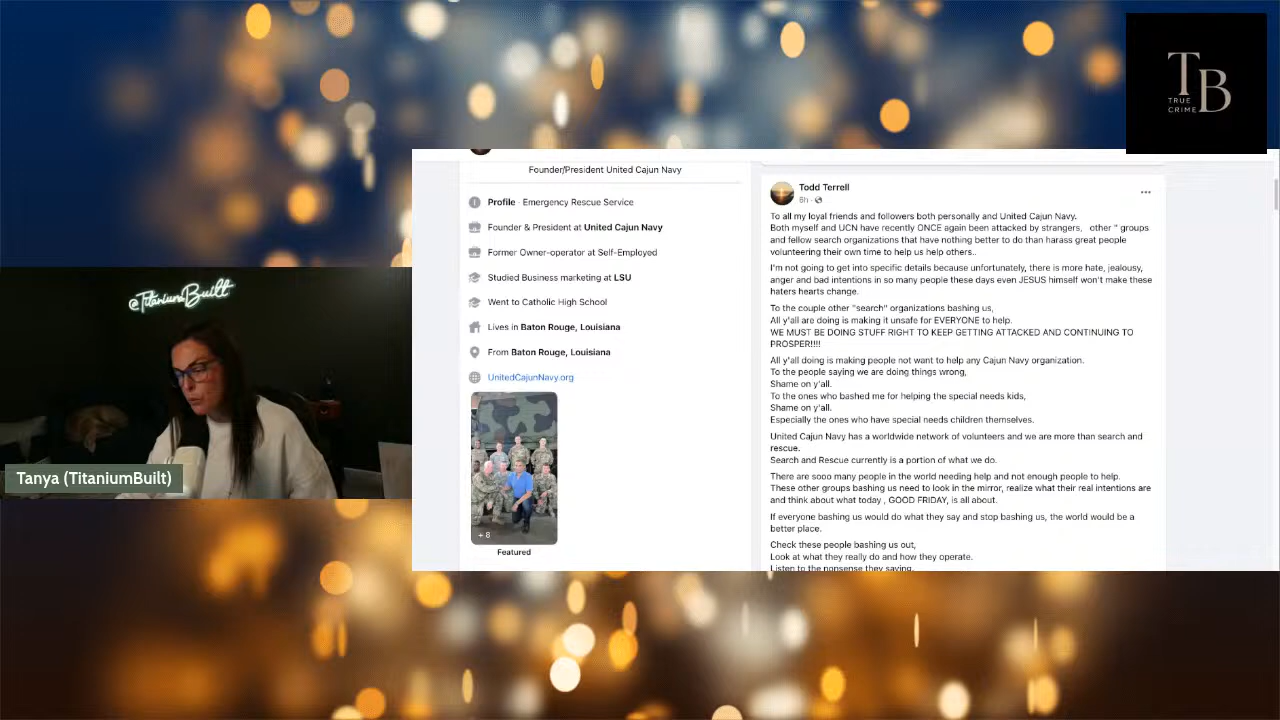 TB
TRUE
CRIME
@TitaniumBuilt
Tanya (TitaniumBuilt)
Founder/President United Cajun Navy
Profile · Emergency Rescue Service
Founder & President at United Cajun Navy
Former Owner-operator at Self-Employed
Studied Business marketing at LSU
Went to Catholic High School
Lives in Baton Rouge, Louisiana
From Baton Rouge, Louisiana
UnitedCajunNavy.org
+ 8
Featured
Todd Terrell
6h ·
To all my loyal friends and followers both personally and United Cajun Navy.
Both myself and UCN have recently ONCE again been attacked by strangers, other " groups
and fellow search organizations that have nothing better to do than harass great people
volunteering their own time to help us help others..
I'm not going to get into specific details because unfortunately, there is more hate, jealousy,
anger and bad intentions in so many people these days even JESUS himself won't make these
haters hearts change.
To the couple other "search" organizations bashing us,
All y'all are doing is making it unsafe for EVERYONE to help.
WE MUST BE DOING STUFF RIGHT TO KEEP GETTING ATTACKED AND CONTINUING TO
PROSPER!!!!
All y'all doing is making people not want to help any Cajun Navy organization.
To the people saying we are doing things wrong,
Shame on y'all.
To the ones who bashed me for helping the special needs kids,
Shame on y'all.
Especially the ones who have special needs children themselves.
United Cajun Navy has a worldwide network of volunteers and we are more than search and
rescue.
Search and Rescue currently is a portion of what we do.
There are sooo many people in the world needing help and not enough people to help.
These other groups bashing us need to look in the mirror, realize what their real intentions are
and think about what today , GOOD FRIDAY, is all about.
If everyone bashing us would do what they say and stop bashing us, the world would be a
better place.
Check these people bashing us out,
Look at what they really do and how they operate.
Listen to the nonsense they saying.